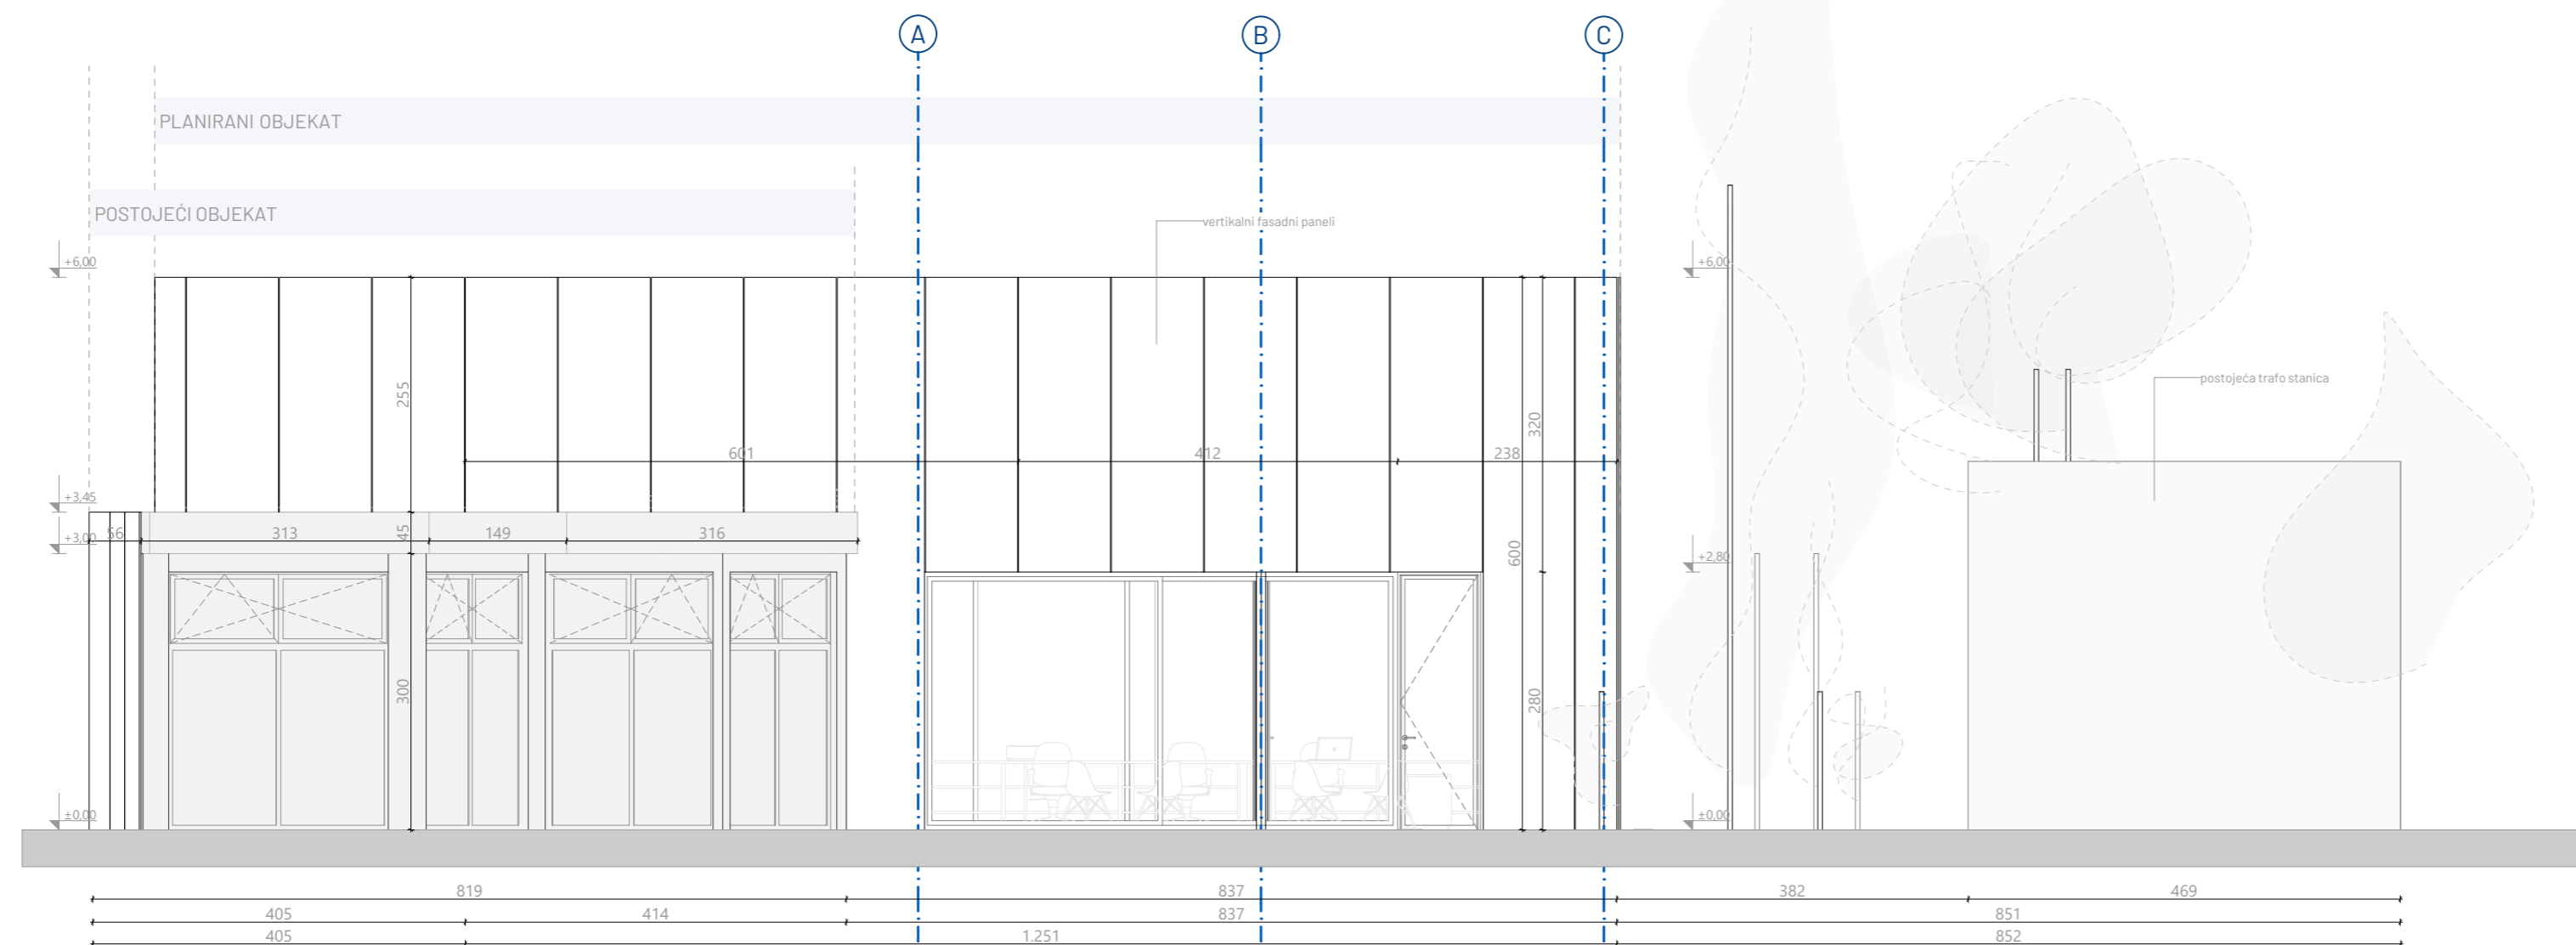 A B C
PLANIRANI OBJEKAT
POSTOJEĆI OBJEKAT
vertikalni fasadni paneli
+6,00 +6,00
postojeća trafo stanica
255
320
601 412 238
+3,45
56 313 45 149 316
+3,00
600
+2,80
300
280
±0,00 ±0,00
819 837 382 469
405 414 837 851
405 1.251 852